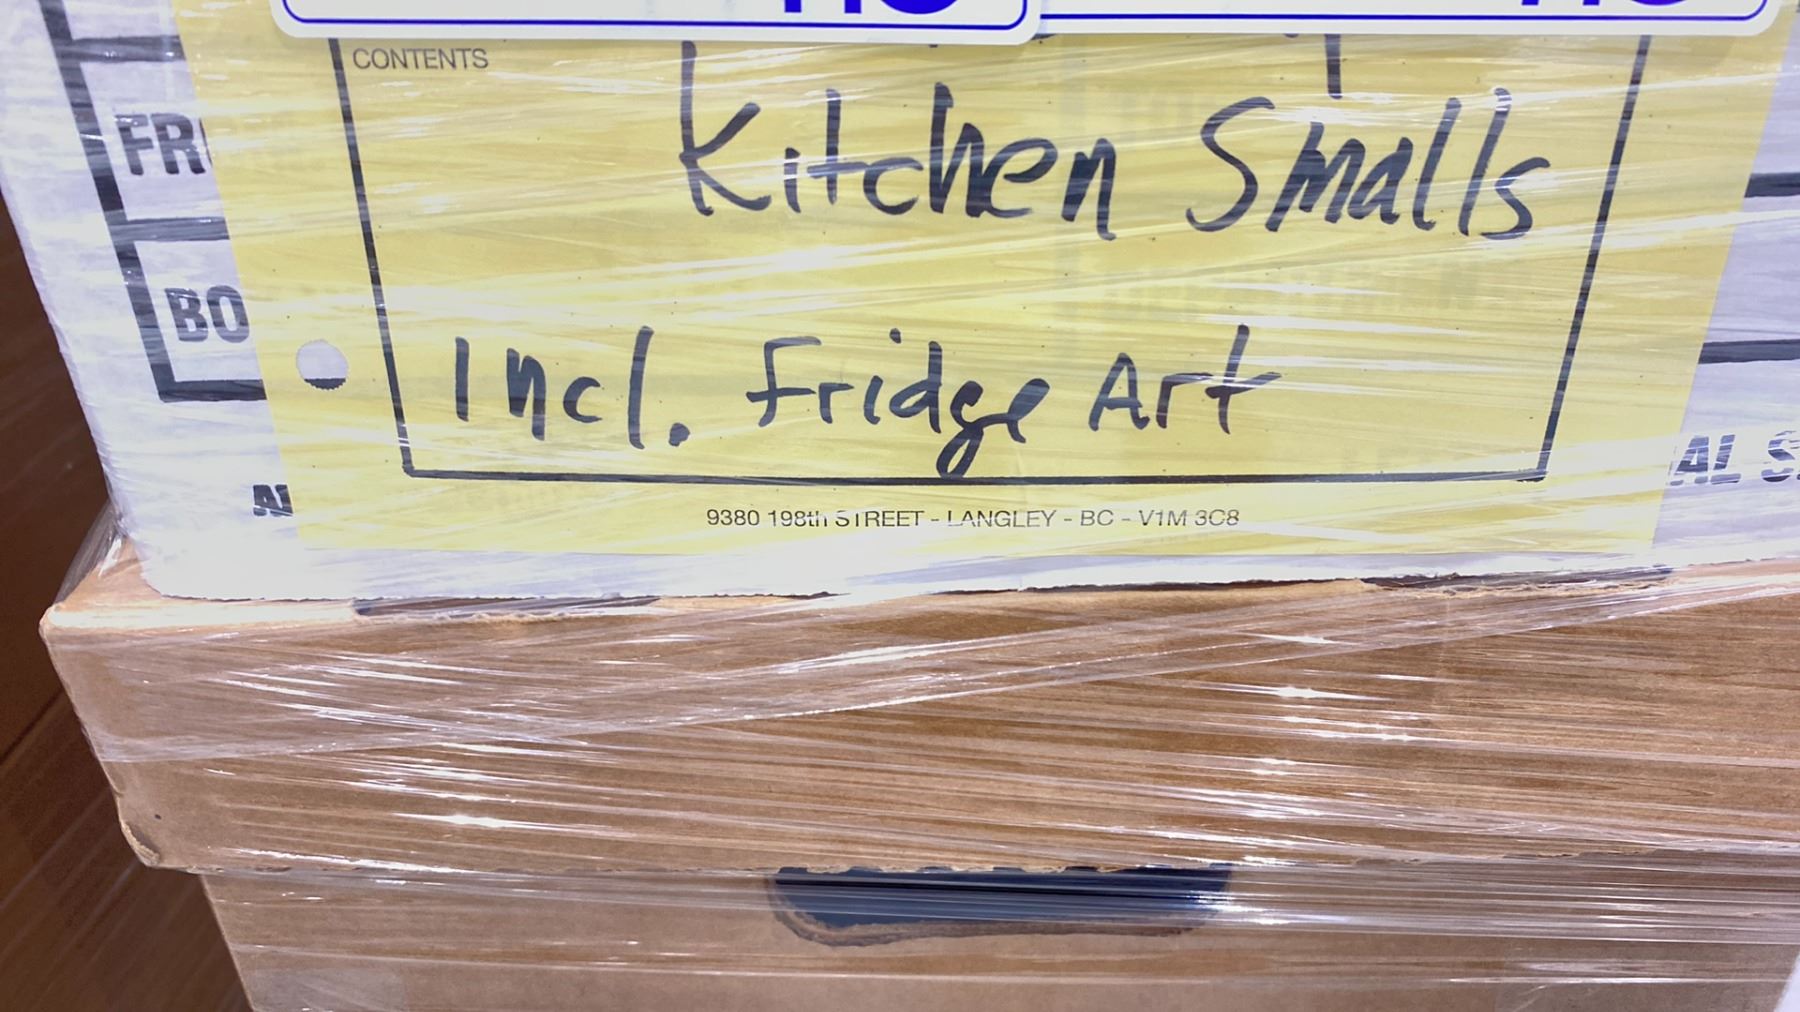 CONTENTS
Kitchen Smalls
Incl. Fridge Art
9380 198th STREET - LANGLEY - BC - V1M 3C8